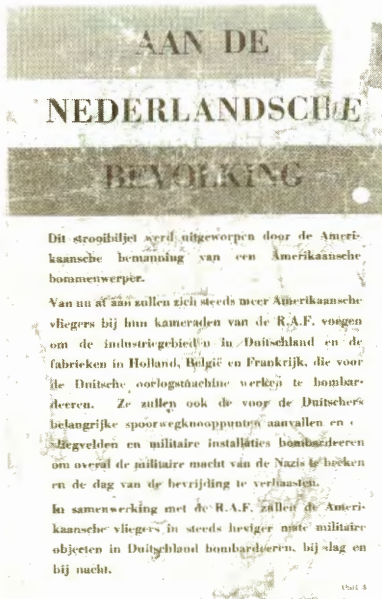 AAN DE
NEDERLANDSCHE
BEVOLKING
Dit strooibiljet werd uitgeworpen door de Ameri-
kaansche bemanning van een Amerikaansche
bommenwerper.
Van nu af aan zullen zich steeds meer Amerikaansche
vliegers bij hun kameraden van de R.A.F. voegen
om de industriegebied n in Duitschland en de
fabrieken in Holland, België en Frankrijk, die voor
de Duitsche oorlogsmachine werken te bombar-
deeren. Ze zullen ook de voor de Duitschers
belangrijke spoorwegknooppunten aanvallen en
vliegvelden en militaire installaties bombardeeren
om overal de militaire macht van de Nazis te breken
en de dag van de bevrijding te verhaasten.
In samenwerking met de R.A.F. zullen de Ameri-
kaansche vliegers in steeds heviger mate militaire
objecten in Duitschland bombardeeren, bij dag en
bij nacht.